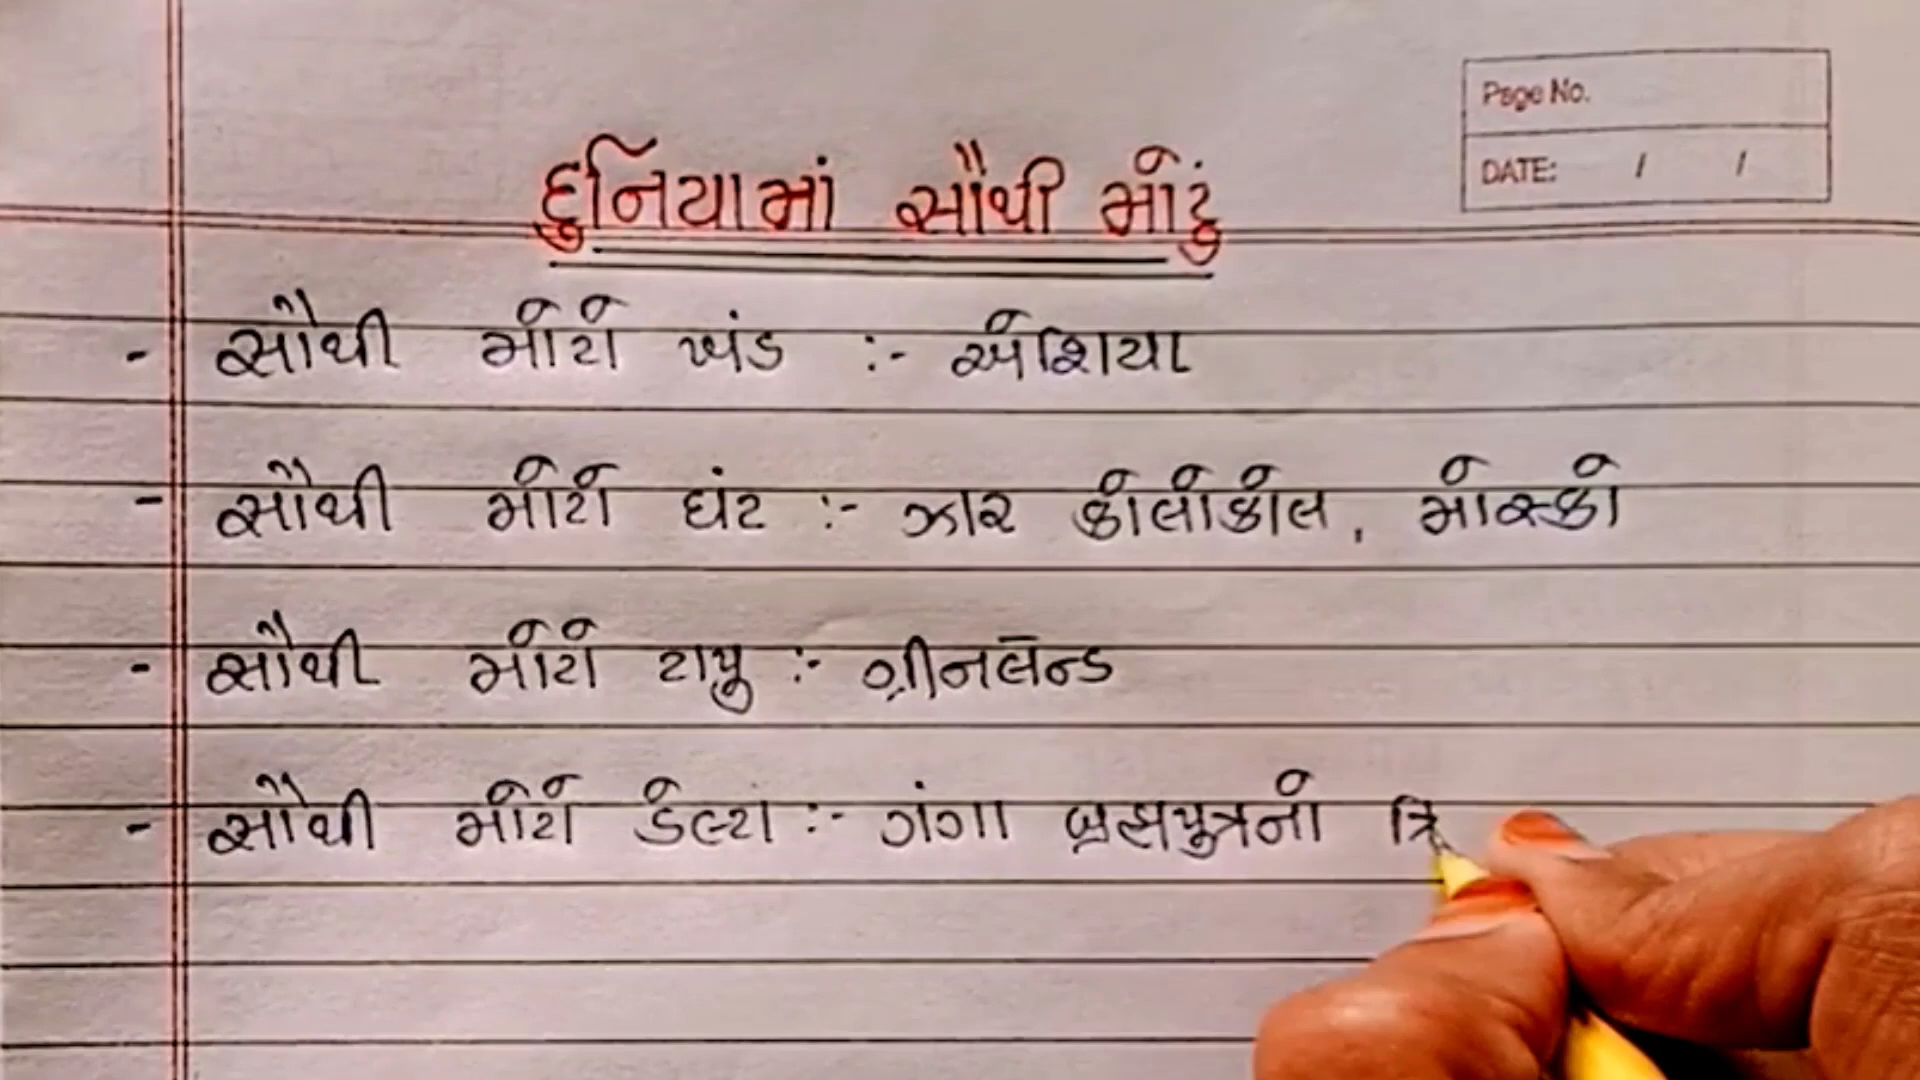 Page No.
DATE: / /
દુનિયામાં સૌથી મોટું
- સૌથી મોટો ખંડ :- એશિયા
- સૌથી મોટો ઘંટ :- ઝાર કોલોકોલ, મોસ્કો
- સૌથી મોટો ટાપુ :- ગ્રીનલેન્ડ
- સૌથી મોટો ડેલ્ટા :- ગંગા બ્રહ્મપુત્રનો ત્રિ